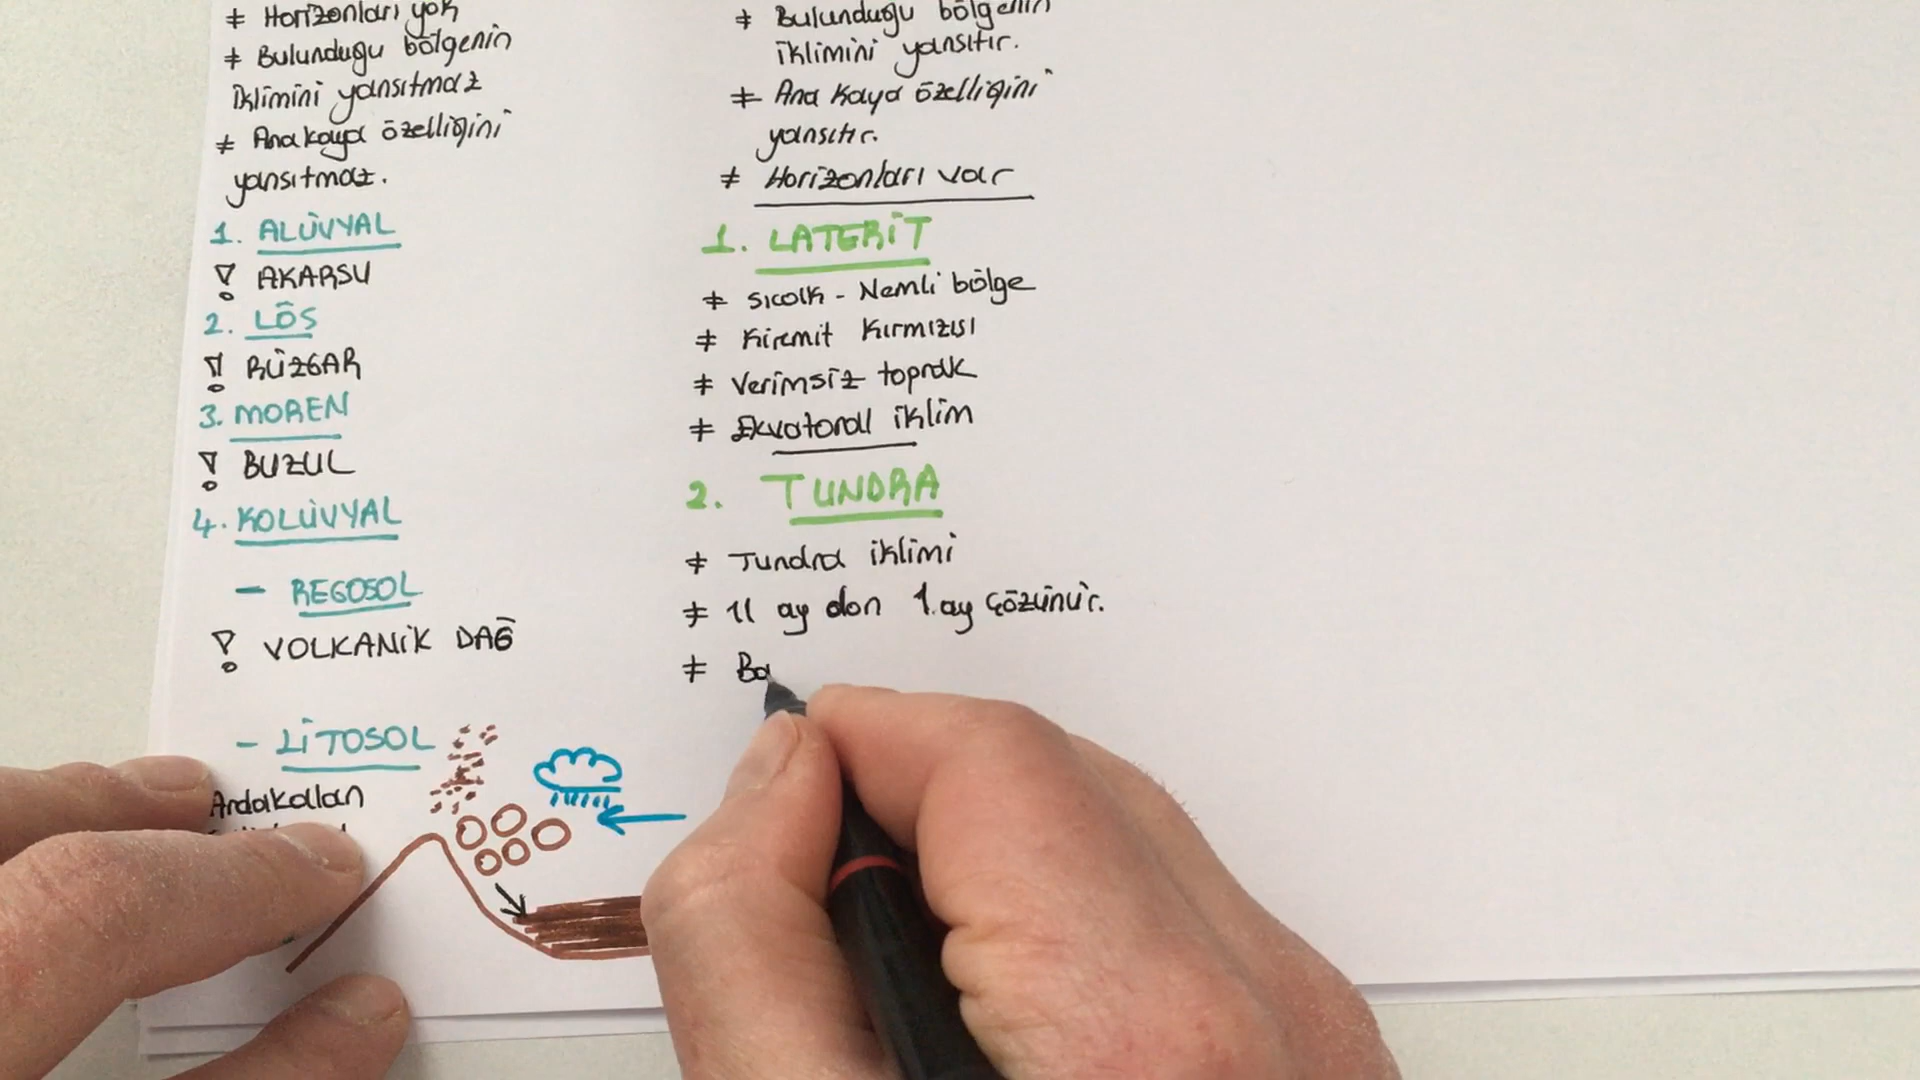 ≠ Horizonları yok
≠ Bulunduğu bölgenin
iklimini yansıtmaz
≠ Anakaya özelliğini
yansıtmaz.
1. ALÜVYAL
! AKARSU
2. LÖS
! RÜZGAR
3. MOREN
! BUZUL
4. KOLÜVYAL
- REGOSOL
! VOLKANİK DAĞ
- LİTOSOL
Ardakallan
≠ Bulunduğu bölgenin
iklimini yansıtır.
≠ Ana Kaya özelliğini
yansıtır.
≠ Horizonları var
1. LATERİT
≠ Sıcak - Nemli bölge
≠ Kiremit Kırmızısı
≠ Verimsiz toprak
≠ Ekvatoral iklim
2. TUNDRA
≠ Tundra iklimi
≠ 11 ay don 1.ay çözünür.
≠ Ba